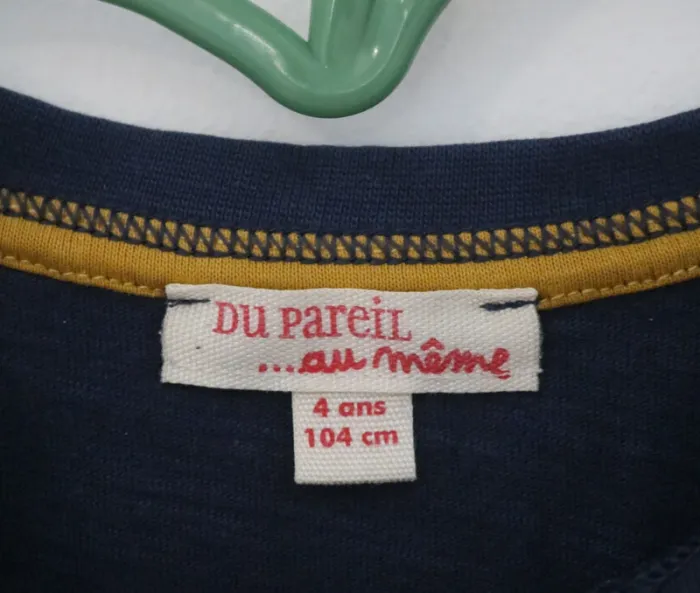 Du Pareil
...au même
4 ans
104 cm